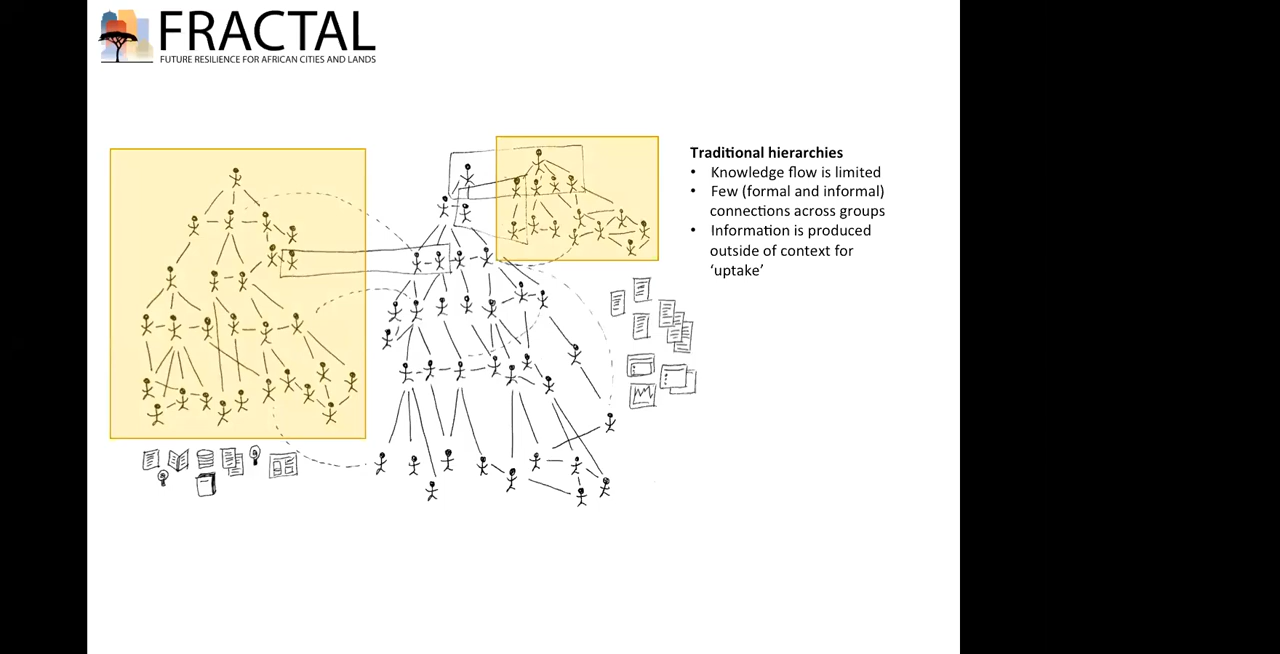 FRACTAL
FUTURE RESILIENCE FOR AFRICAN CITIES AND LANDS
Traditional hierarchies
• Knowledge flow is limited
• Few (formal and informal)
connections across groups
• Information is produced
outside of context for
‘uptake’